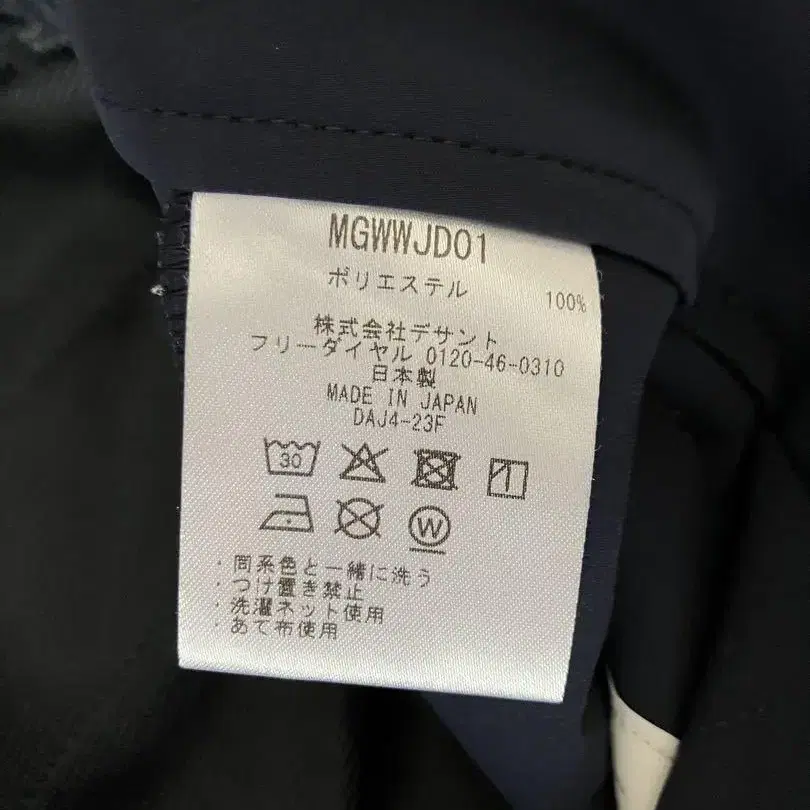 MGWWJD01
ポリエステル 100%
株式会社デサント
フリーダイヤル 0120-46-0310
日本製
MADE IN JAPAN
DAJ4-23F
30
W
・同系色と一緒に洗う
・つけ置き禁止
・洗濯ネット使用
・あて布使用